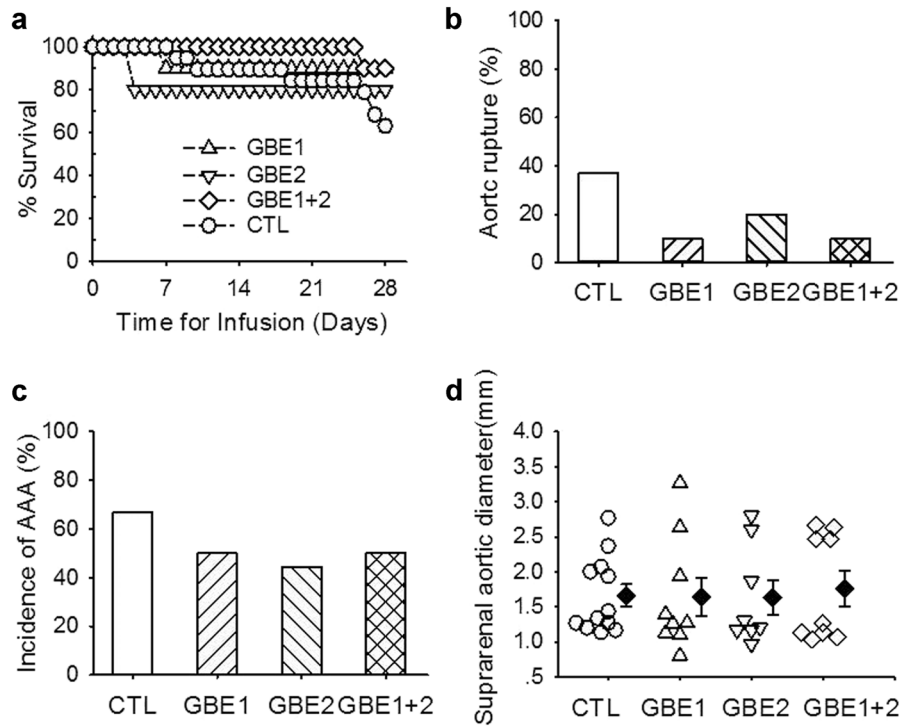 a
% Survival
100
80
60
40
20
0
GBE1
GBE2
GBE1+2
CTL
0 7 14 21 28
Time for Infusion (Days)
b
Aortc rupture (%)
100
80
60
40
20
0
CTL GBE1 GBE2 GBE1+2
c
Incidence of AAA (%)
100
80
60
40
20
0
CTL GBE1 GBE2 GBE1+2
d
Suprarenal aortic diameter(mm)
4.0
3.5
3.0
2.5
2.0
1.5
1.0
.5
CTL GBE1 GBE2 GBE1+2